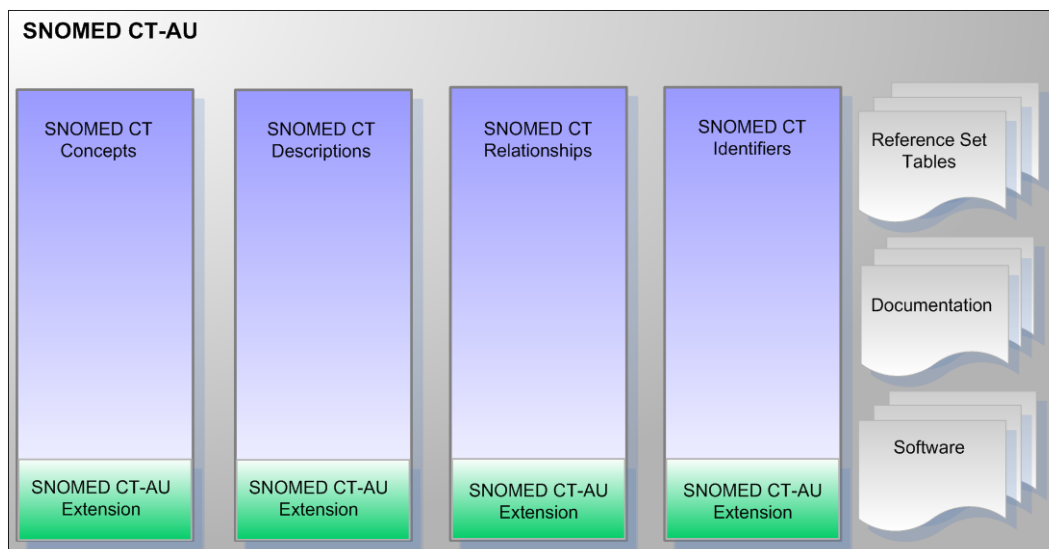 SNOMED CT-AU
SNOMED CT
Concepts
SNOMED CT
Descriptions
SNOMED CT
Relationships
SNOMED CT
Identifiers
Reference Set
Tables
Documentation
Software
SNOMED CT-AU
Extension
SNOMED CT-AU
Extension
SNOMED CT-AU
Extension
SNOMED CT-AU
Extension